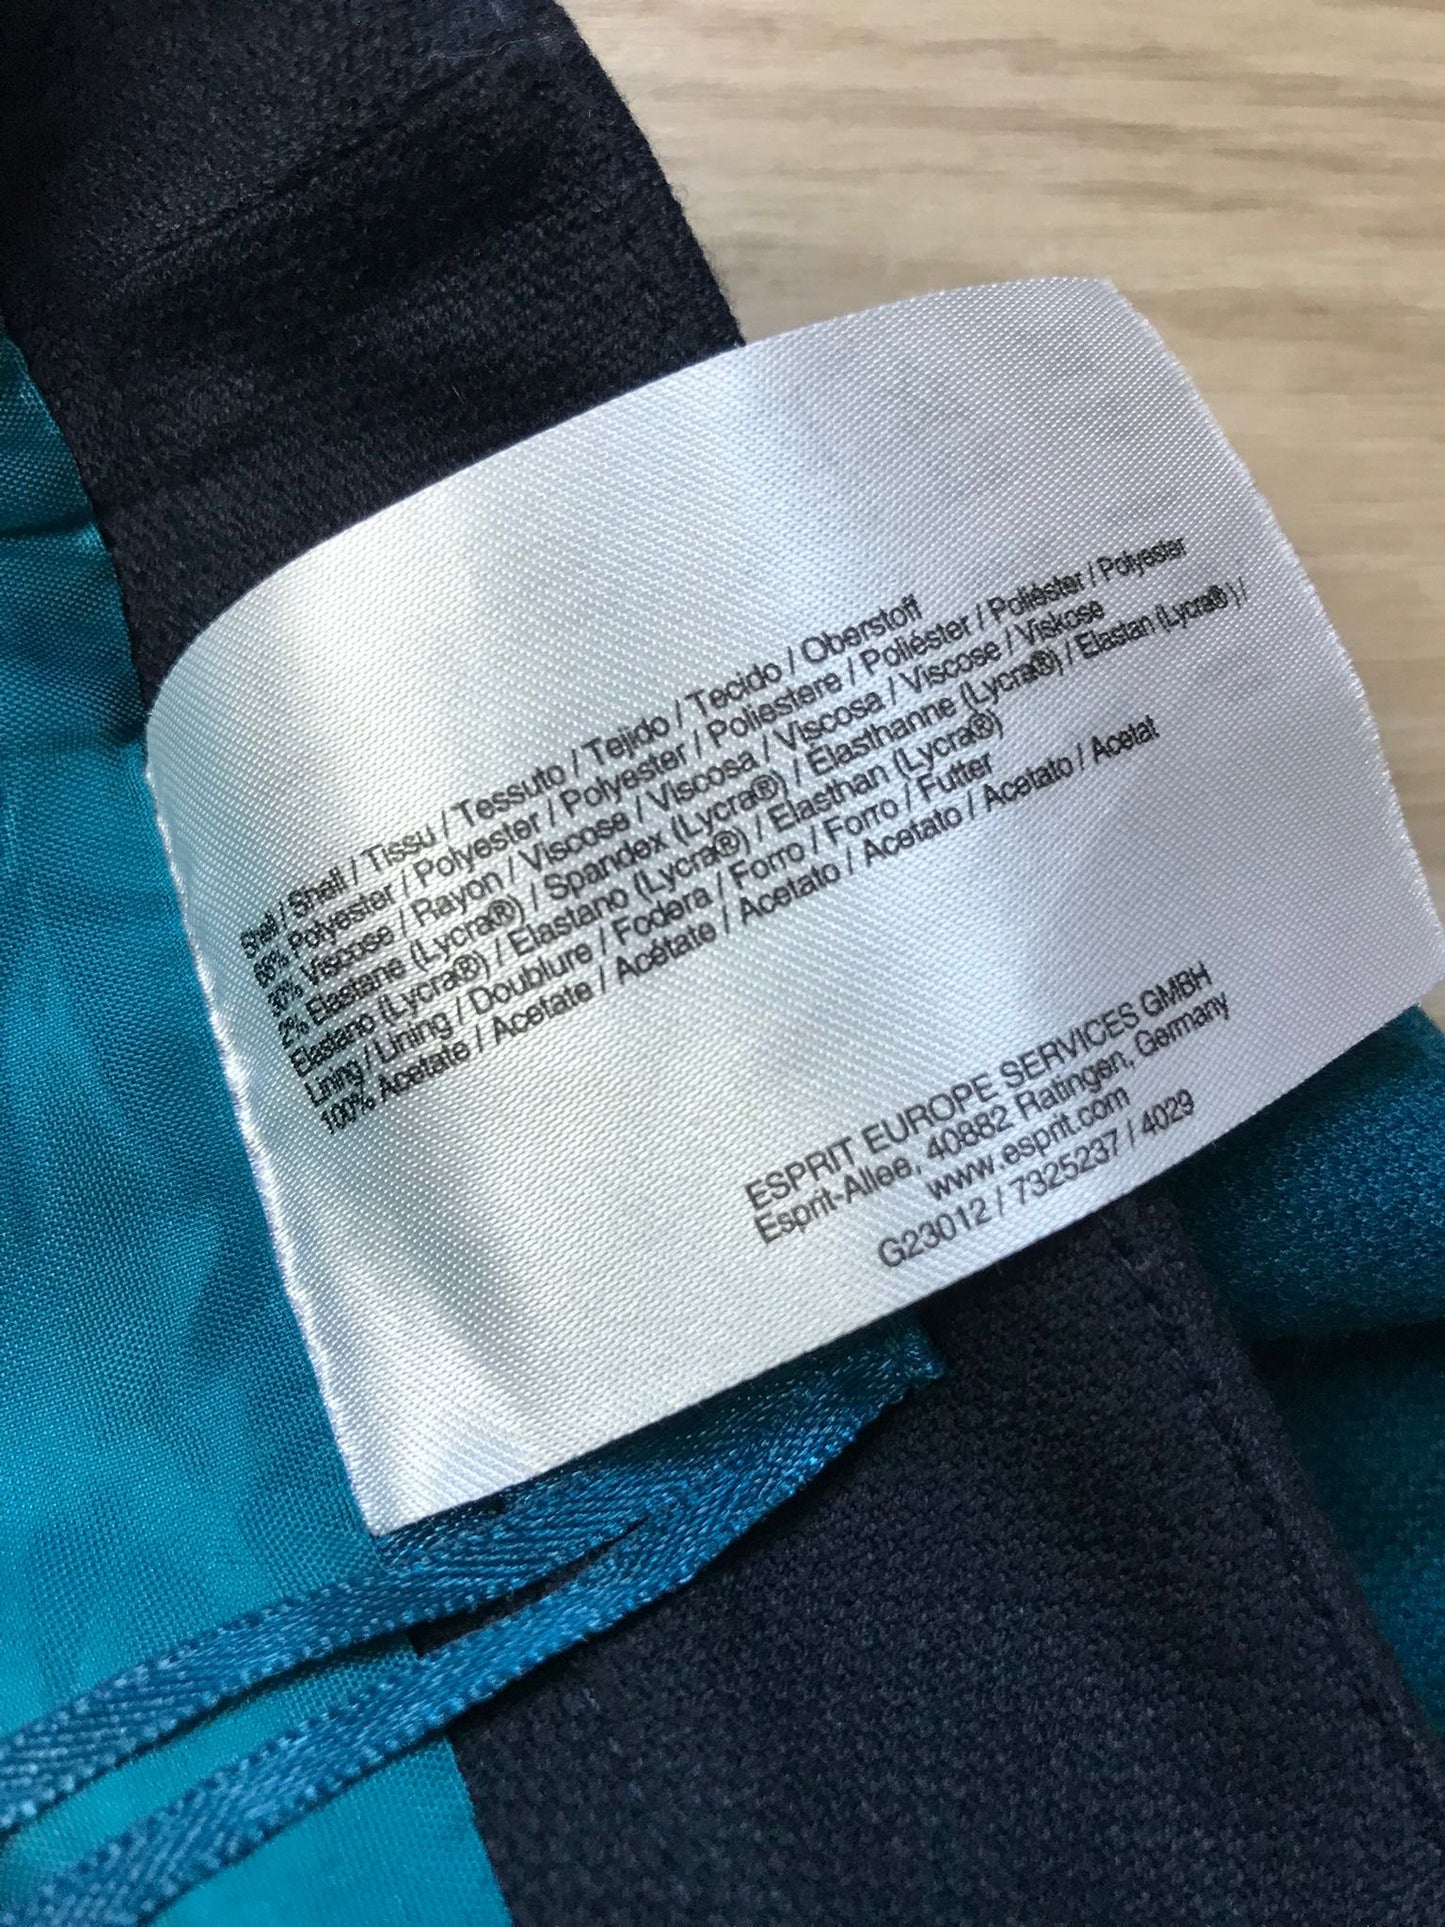 Shell / Shell / Tissu / Tessuto / Tejido / Tecido / Oberstoff
68% Polyester / Polyester / Polyester / Poliestere / Poliéster / Poliéster / Polyester
30% Viscose / Rayon / Viscose / Viscosa / Viscosa / Viscose / Viskose
2% Elastane (Lycra®) / Spandex (Lycra®) / Élasthanne (Lycra®) / Elastan (Lycra®) /
Elastano (Lycra®) / Elastano (Lycra®) / Elasthan (Lycra®)
Lining / Lining / Doublure / Fodera / Forro / Forro / Futter
100% Acetate / Acetate / Acétate / Acetato / Acetato / Acetato / Acetat
ESPRIT EUROPE SERVICES GMBH
Esprit-Allee, 40882 Ratingen, Germany
www.esprit.com
G23012 / 7325237 / 4029